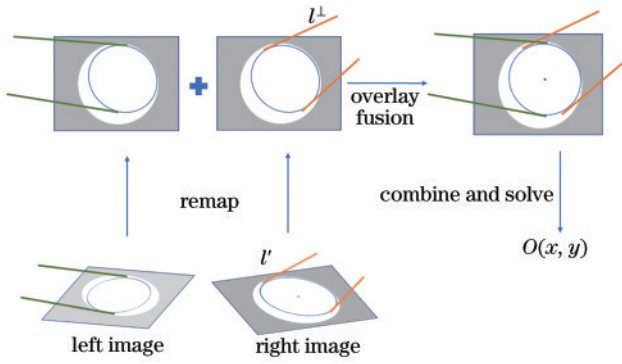 l⊥
overlay
fusion
remap
combine and solve
O(x, y)
l′
left image
right image